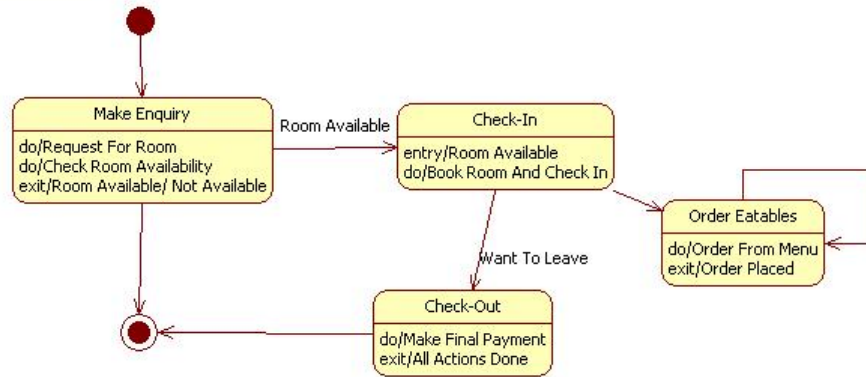 Make Enquiry
do/Request For Room
do/Check Room Availability
exit/Room Available/ Not Available
Room Available
Check-In
entry/Room Available
do/Book Room And Check In
Order Eatables
do/Order From Menu
exit/Order Placed
Want To Leave
Check-Out
do/Make Final Payment
exit/All Actions Done